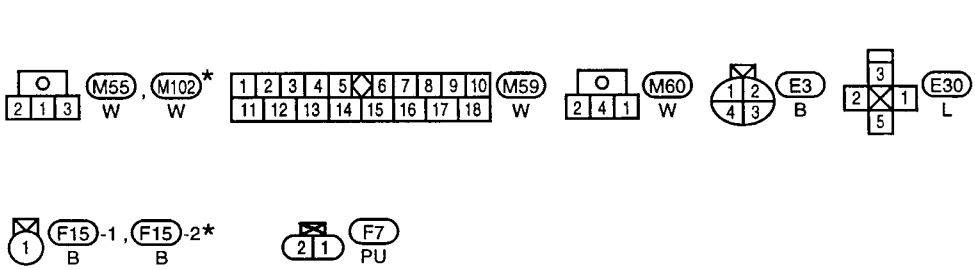 2 1 3 M55 , M102 * W W
1 2 3 4 5 6 7 8 9 10 M59
11 12 13 14 15 16 17 18 W
2 4 1 M60 W
1 2 E3
4 3 B
3
2 1 E30
5 L
1 F15 -1 , F15 -2* B B
2 1 F7 PU